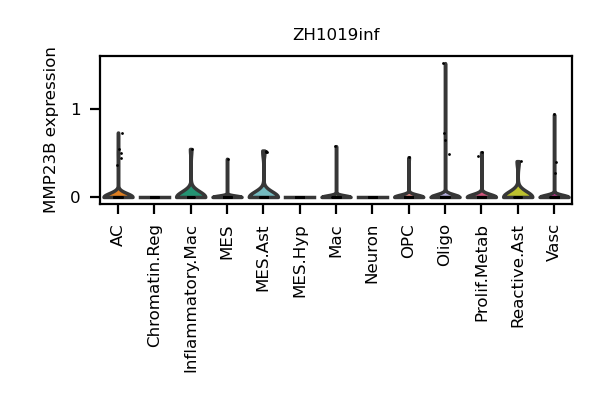 ZH1019inf
MMP23B expression
1
0
AC
Chromatin.Reg
Inflammatory.Mac
MES
MES.Ast
MES.Hyp
Mac
Neuron
OPC
Oligo
Prolif.Metab
Reactive.Ast
Vasc